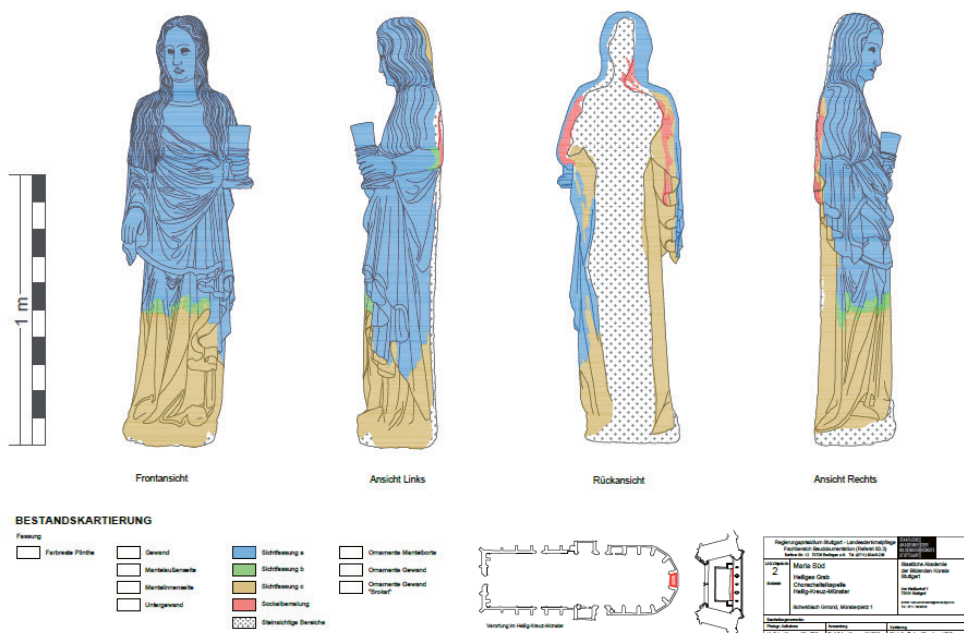 1 m
Frontansicht
Ansicht Links
Rückansicht
Ansicht Rechts
BESTANDSKARTIERUNG
Fassung
Farbreste Plinthe
Gewand
Mantelaußenseite
Mantelinnenseite
Untergewand
Sichtfassung a
Sichtfassung b
Sichtfassung c
Sockelbemalung
Steinsichtige Bereiche
Ornamente Mantelborte
Ornamente Gewand
Ornamente Gewand
"Brokat"
Verortung im Heilig-Kreuz-Münster
Regierungspräsidium Stuttgart - Landesdenkmalpflege
Fachbereich Baudokumentation (Referat 83.3)
2
Maria Süd
Heiliges Grab
Chorscheitelkapelle
Heilig-Kreuz-Münster
Schwäbisch Gmünd, Münsterplatz 1
Staatliche Akademie
der Bildenden Künste
Stuttgart